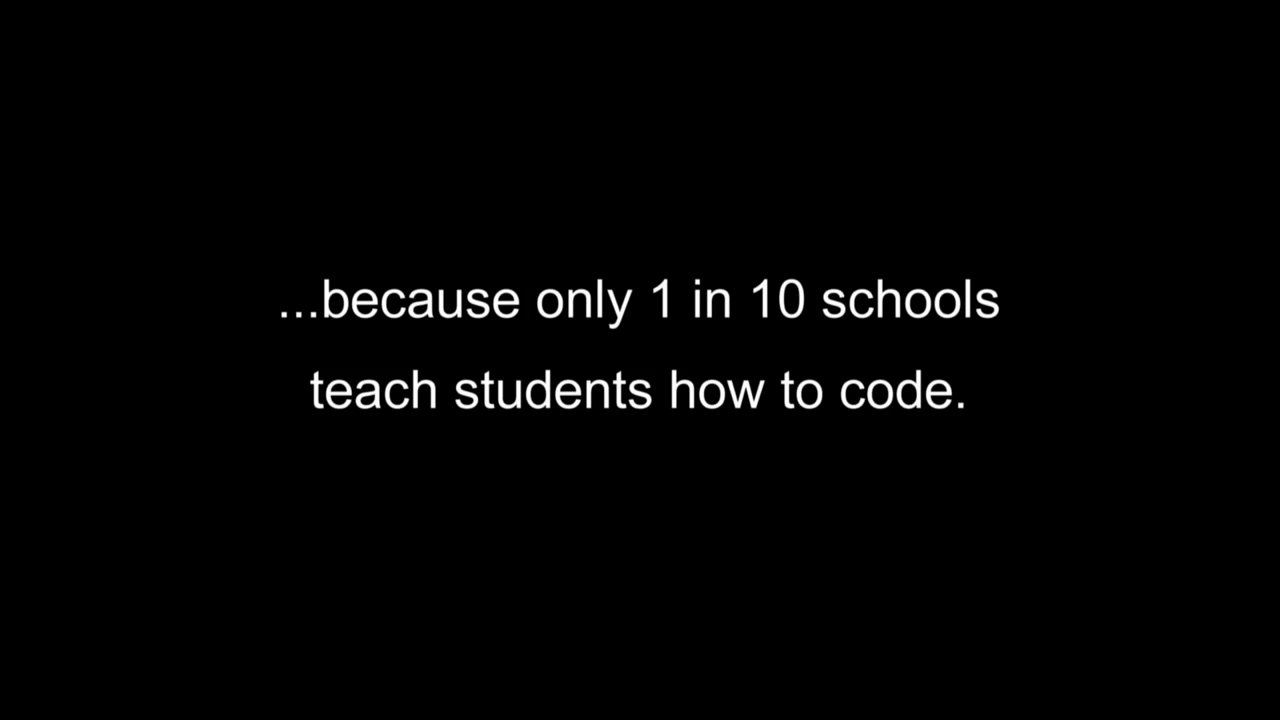 ...because only 1 in 10 schools
teach students how to code.